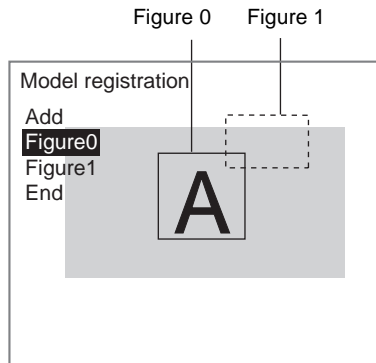 Figure 0 Figure 1
Model registration
Add
Figure0
Figure1
End
A